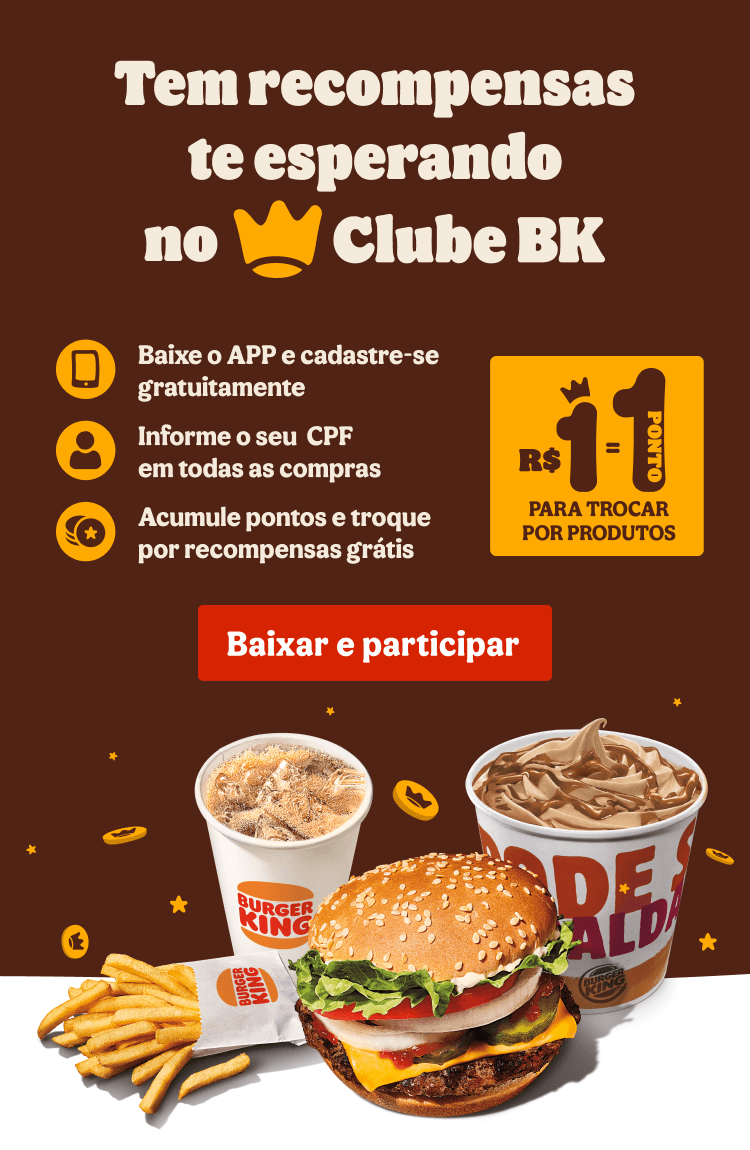 Tem recompensas
te esperando
no Clube BK
Baixe o APP e cadastre-se
gratuitamente
Informe o seu CPF
em todas as compras
Acumule pontos e troque
por recompensas grátis
R$ 1 = 1 PONTO
PARA TROCAR
POR PRODUTOS
Baixar e participar
BURGER
KING
BURGER
KING
BURGER
KING